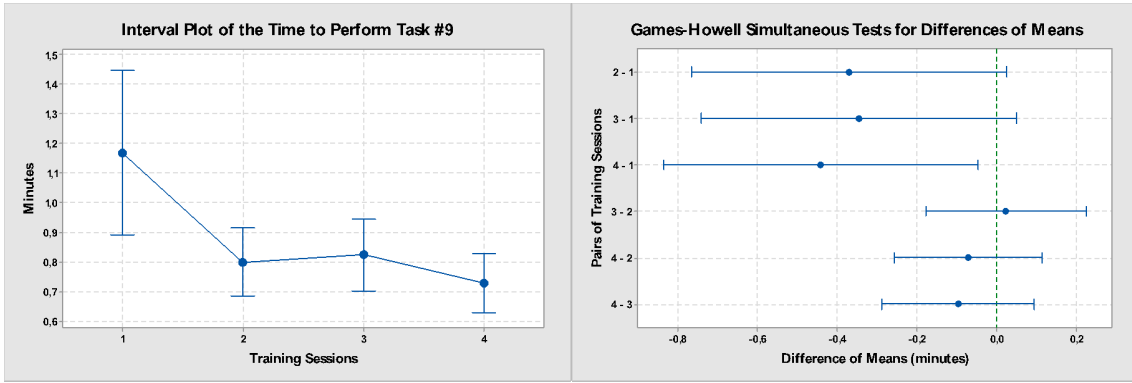 Interval Plot of the Time to Perform Task #9
1,5
1,4
1,3
1,2
1,1
1,0
0,9
0,8
0,7
0,6
Minutes
1 2 3 4
Training Sessions
Games-Howell Simultaneous Tests for Differences of Means
2 - 1
3 - 1
4 - 1
3 - 2
4 - 2
4 - 3
Pairs of Training Sessions
-0,8 -0,6 -0,4 -0,2 0,0 0,2
Difference of Means (minutes)